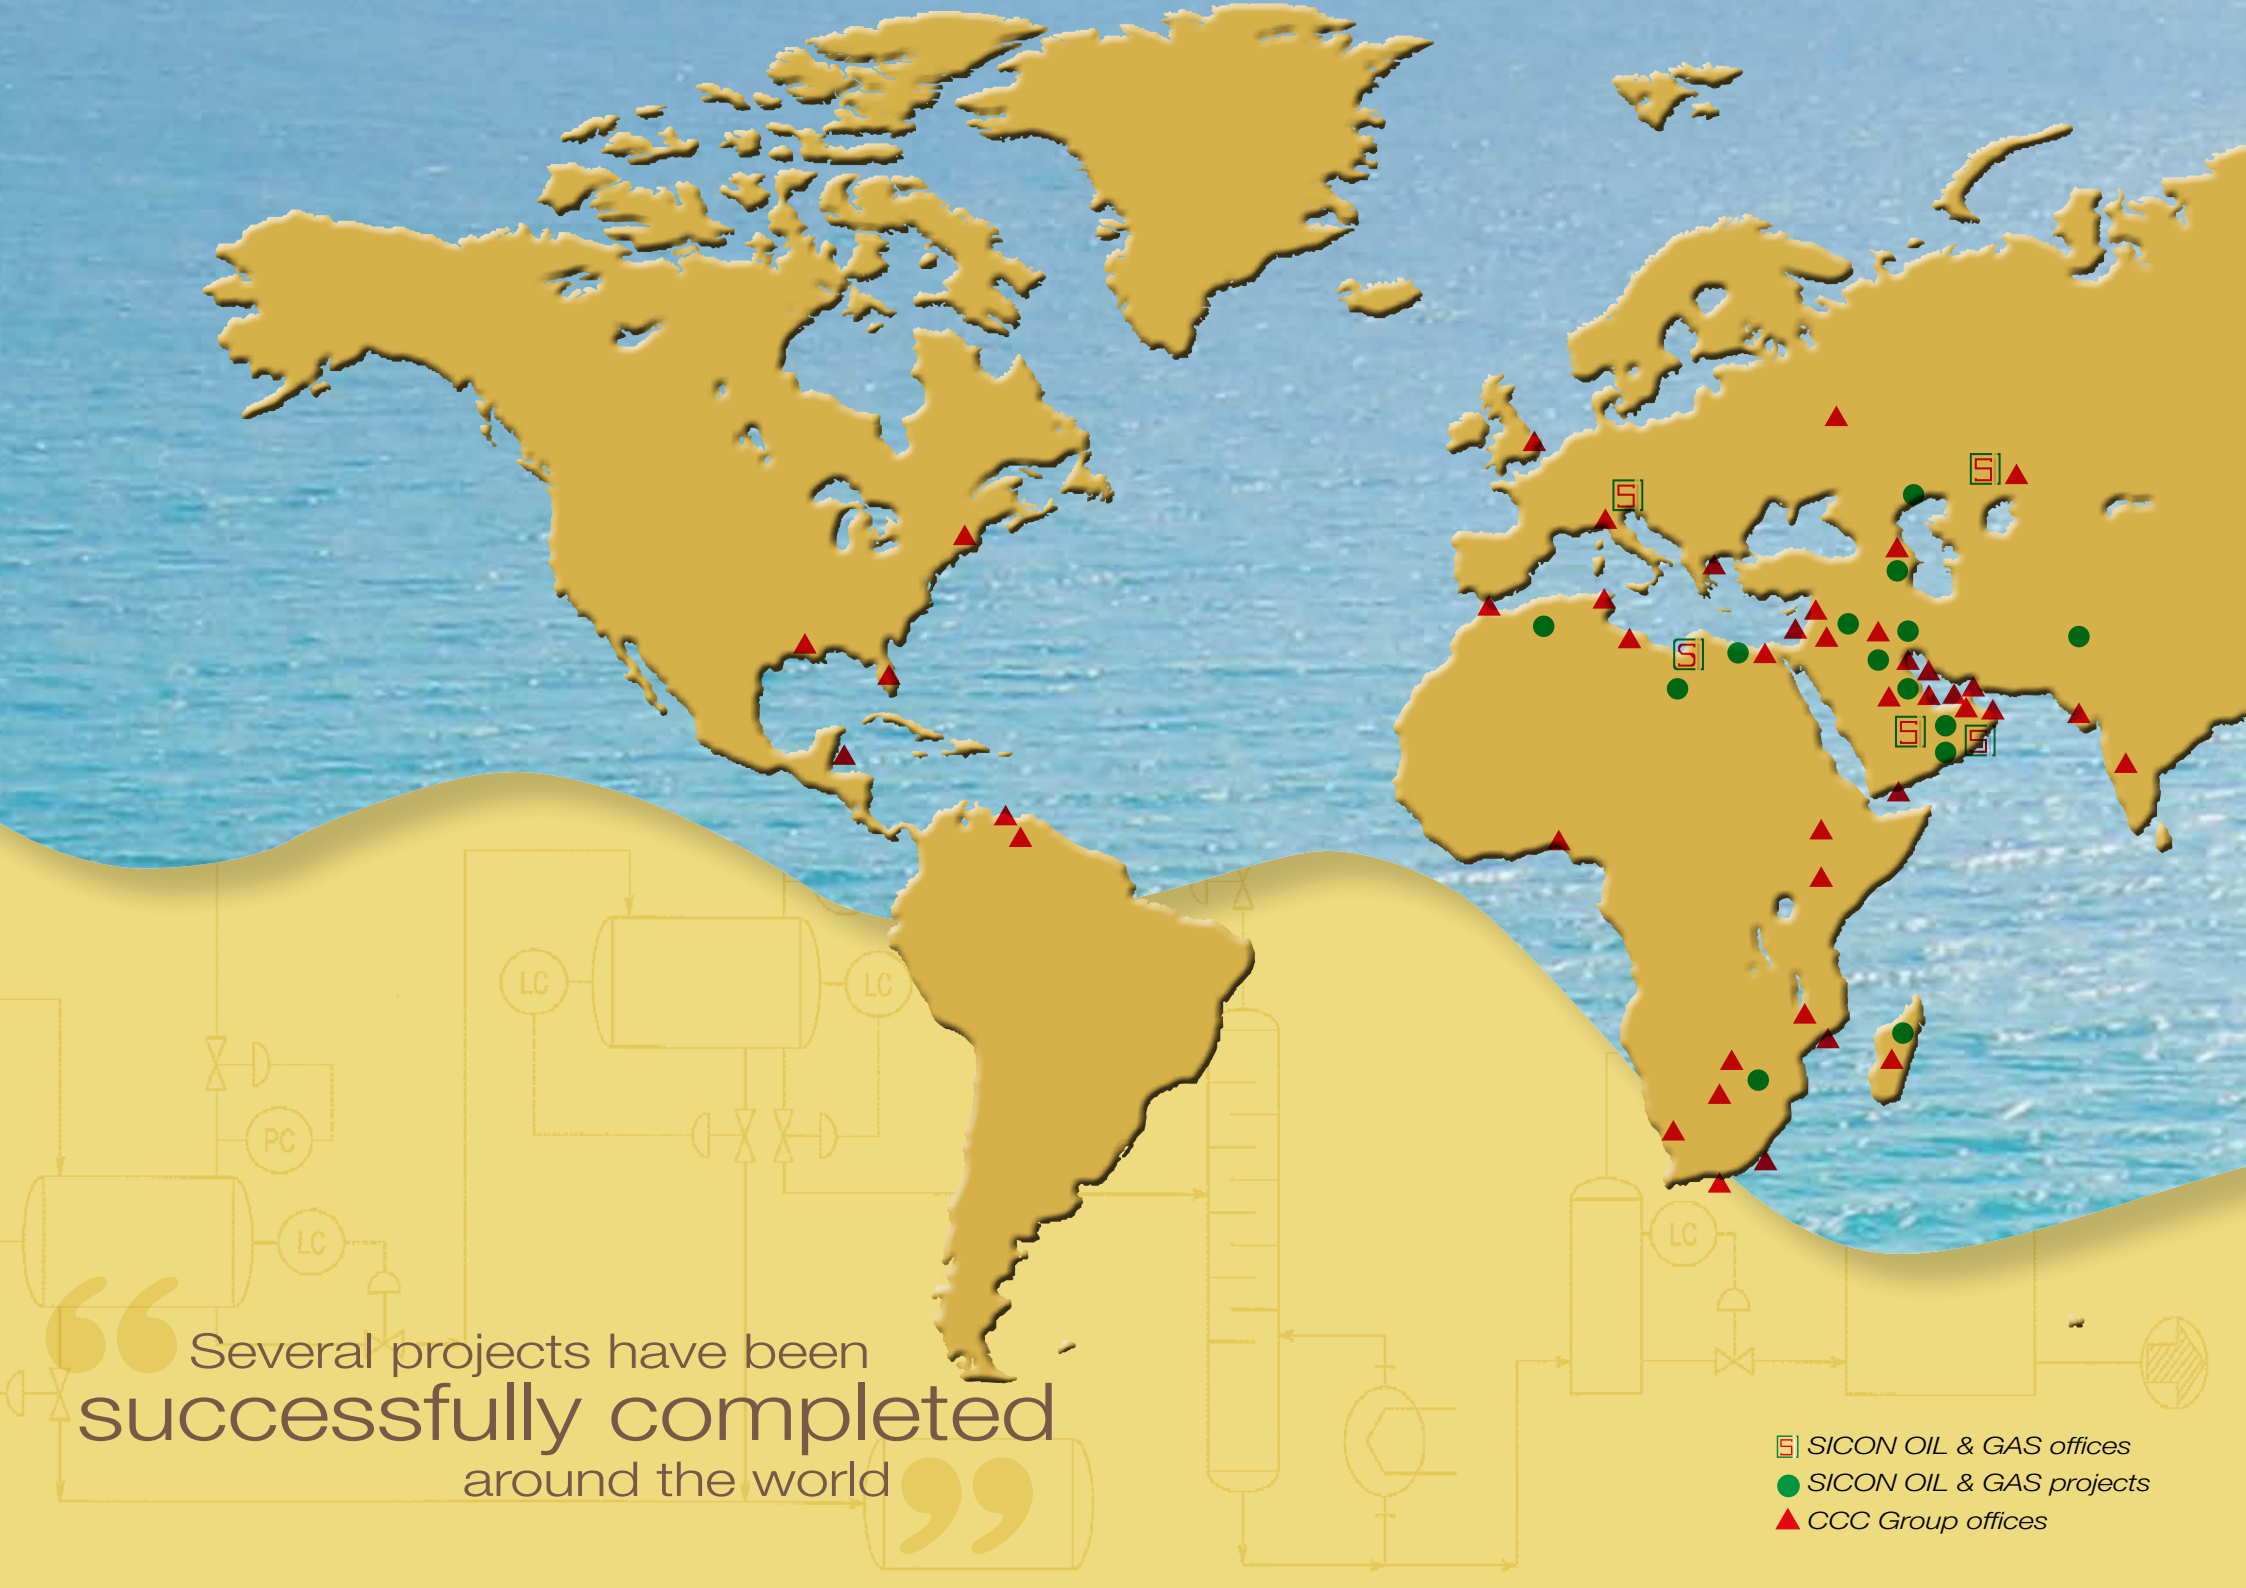 LC
LC
PC
LC
LC
“Several projects have been
successfully completed
around the world”
SICON OIL & GAS offices
SICON OIL & GAS projects
CCC Group offices